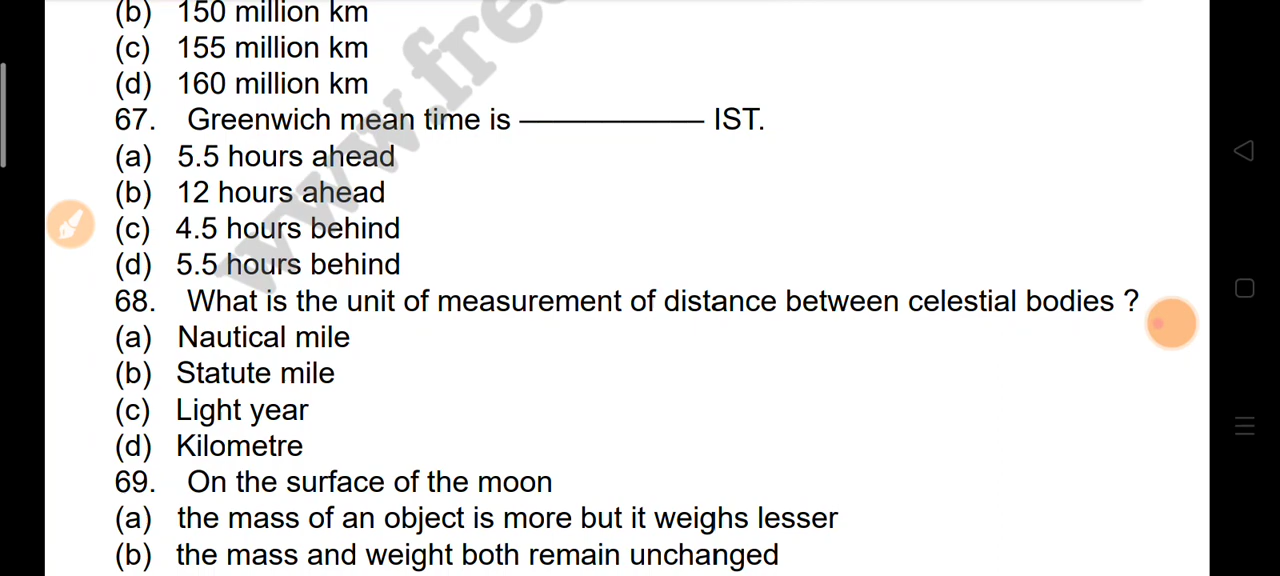 (b) 150 million km
(c) 155 million km
(d) 160 million km
67. Greenwich mean time is ————— IST.
(a) 5.5 hours ahead
(b) 12 hours ahead
(c) 4.5 hours behind
(d) 5.5 hours behind
68. What is the unit of measurement of distance between celestial bodies ?
(a) Nautical mile
(b) Statute mile
(c) Light year
(d) Kilometre
69. On the surface of the moon
(a) the mass of an object is more but it weighs lesser
(b) the mass and weight both remain unchanged
www.free